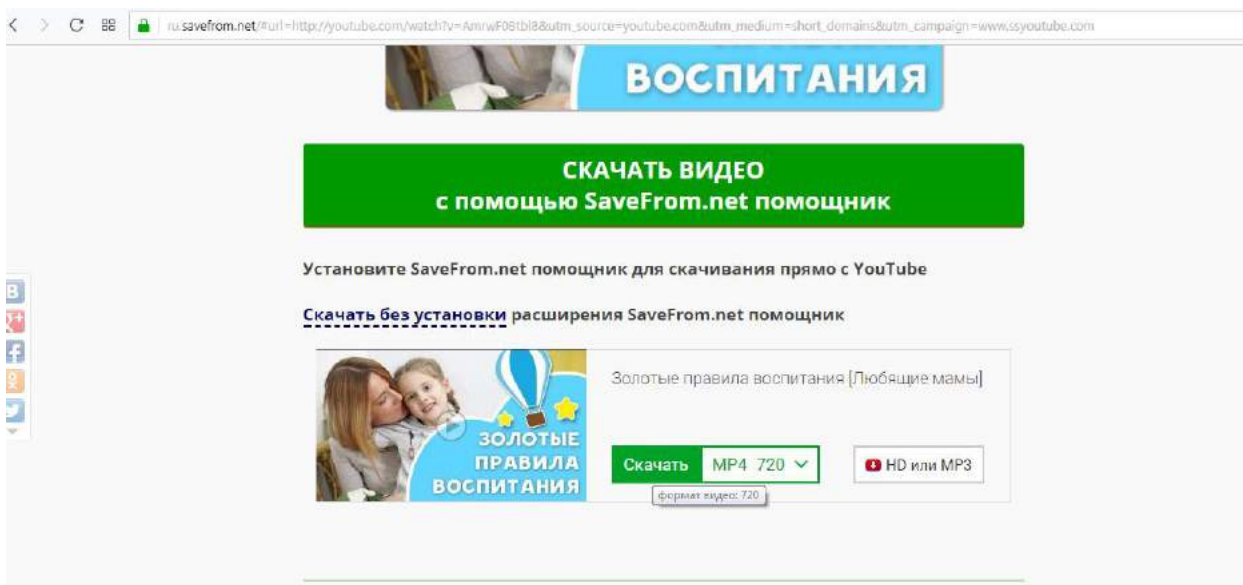 ru.savefrom.net/#url=http://youtube.com/watch?v=AmrwF08tbl8&utm_source=youtube.com&utm_medium=short_domains&utm_campaign=www.ssyoutube.com
ВОСПИТАНИЯ
СКАЧАТЬ ВИДЕО
с помощью SaveFrom.net помощник
Установите SaveFrom.net помощник для скачивания прямо с YouTube
Скачать без установки расширения SaveFrom.net помощник
Золотые правила воспитания [Любящие мамы]
ЗОЛОТЫЕ
ПРАВИЛА
ВОСПИТАНИЯ
Скачать MP4 720 HD или MP3
формат видео: 720